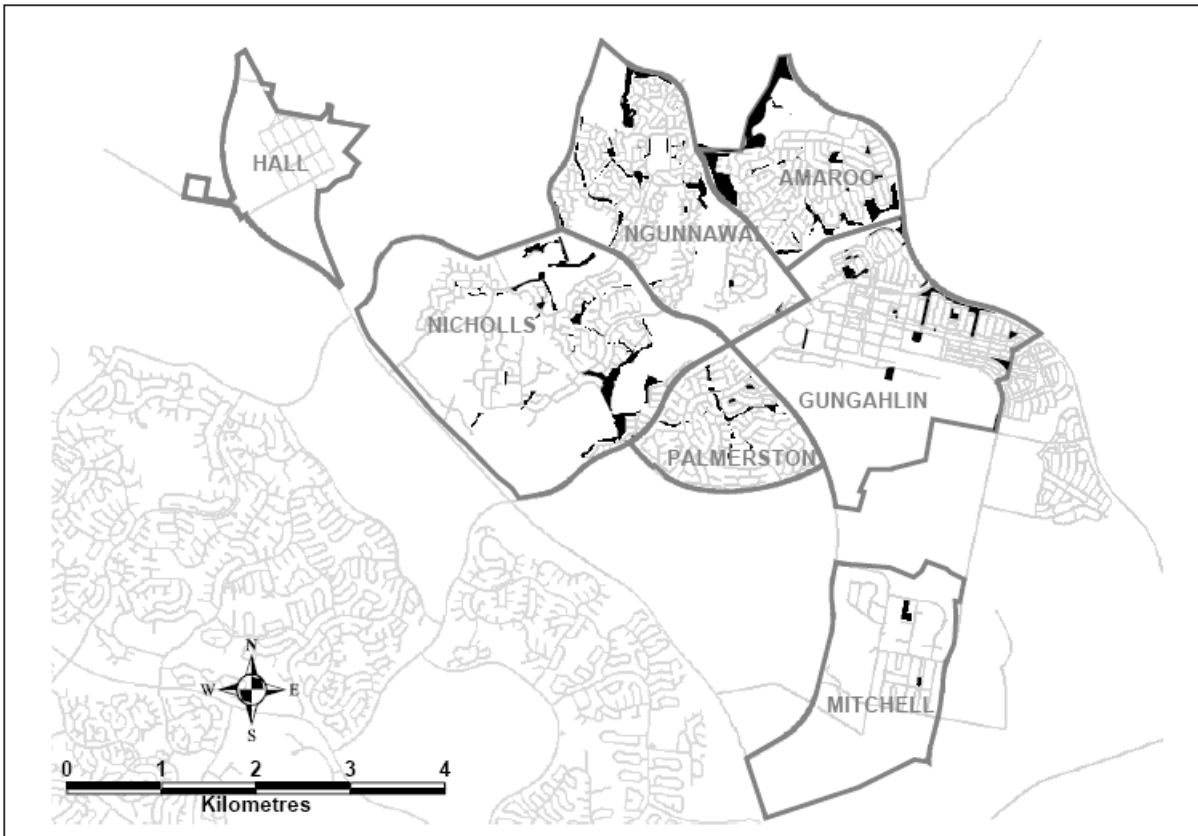 HALL
AMAROO
NGUNNAWAL
NICHOLLS
GUNGAHLIN
PALMERSTON
N
W E
S
MITCHELL
0 1 2 3 4
Kilometres